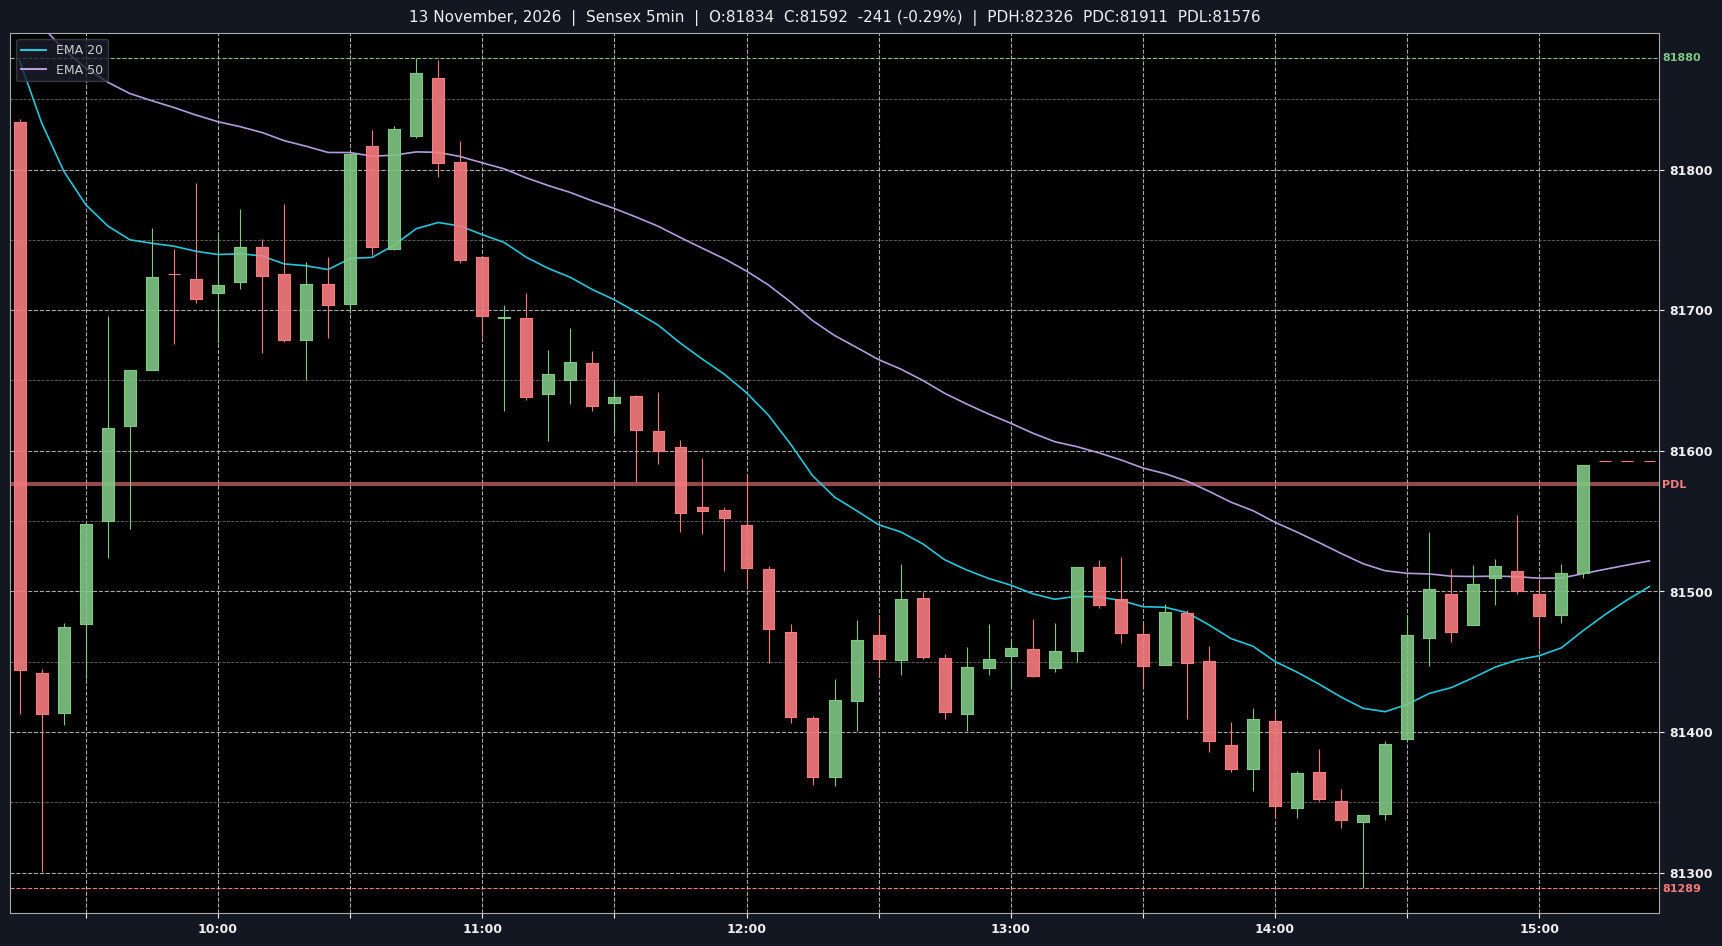 13 November, 2026 | Sensex 5min | O:81834 C:81592 -241 (-0.29%) | PDH:82326 PDC:81911 PDL:81576
EMA 20
EMA 50
81880
81800
81700
81600
PDL
81500
81400
81300
81289
10:00 11:00 12:00 13:00 14:00 15:00